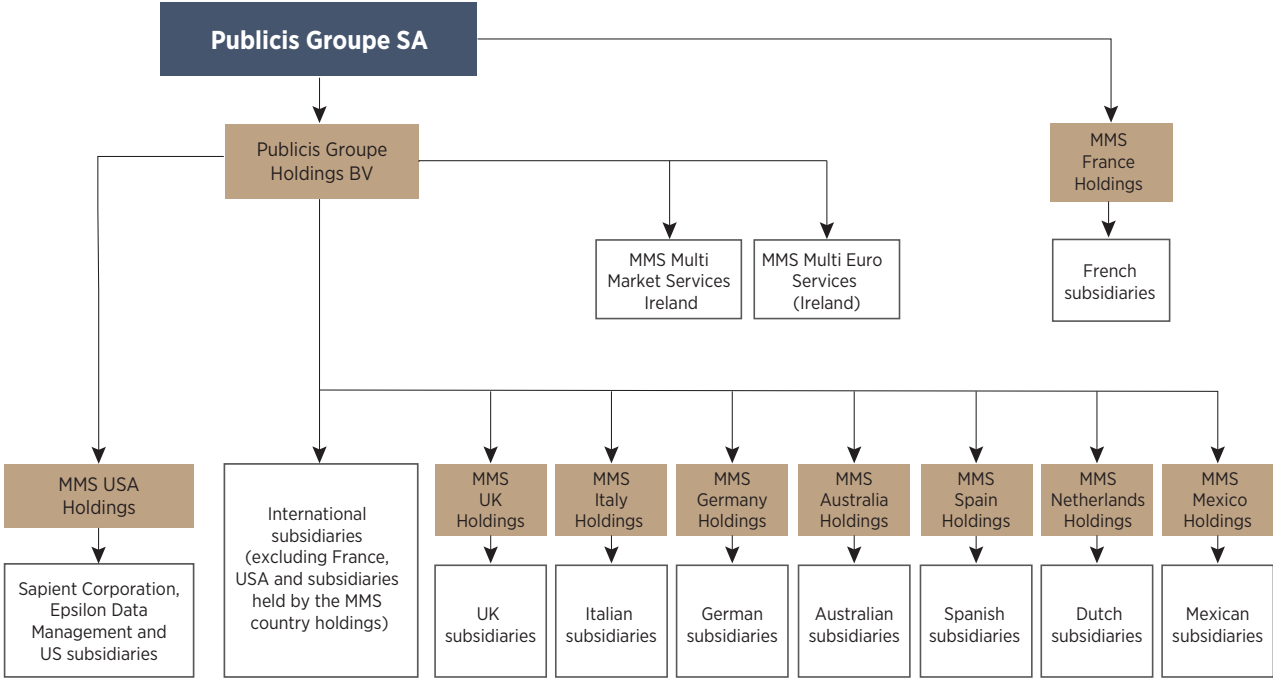 Publicis Groupe SA
Publicis Groupe
Holdings BV
MMS
France
Holdings
MMS Multi
Market Services
Ireland
MMS Multi Euro
Services
(Ireland)
French
subsidiaries
MMS USA
Holdings
International
subsidiaries
(excluding France,
USA and subsidiaries
held by the MMS
country holdings)
MMS
UK
Holdings
MMS
Italy
Holdings
MMS
Germany
Holdings
MMS
Australia
Holdings
MMS
Spain
Holdings
MMS
Netherlands
Holdings
MMS
Mexico
Holdings
Sapient Corporation,
Epsilon Data
Management and
US subsidiaries
UK
subsidiaries
Italian
subsidiaries
German
subsidiaries
Australian
subsidiaries
Spanish
subsidiaries
Dutch
subsidiaries
Mexican
subsidiaries